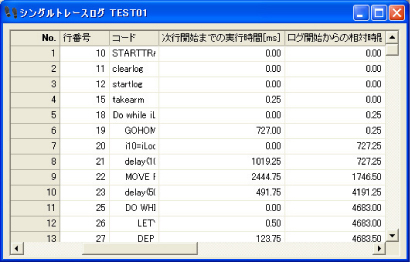 シングルトレースログ TEST01
No. 行番号 コード 次行開始までの実行時間[ms] ログ開始からの相対時
1 10 STARTTR 0.00 0.00
2 11 clearlog 0.00 0.00
3 12 startlog 0.00 0.00
4 15 takearm 0.25 0.00
5 18 Do while iL 0.00 0.25
6 19 GOHOM 727.00 0.25
7 20 i10=iLoc 0.00 727.25
8 21 delay(10 1019.25 727.25
9 22 MOVE F 2444.75 1746.50
10 23 delay(50 491.75 4191.25
11 25 DO WHI 0.00 4683.00
12 26 LET 0.50 4683.00
13 27 DEP 123.75 4683.50